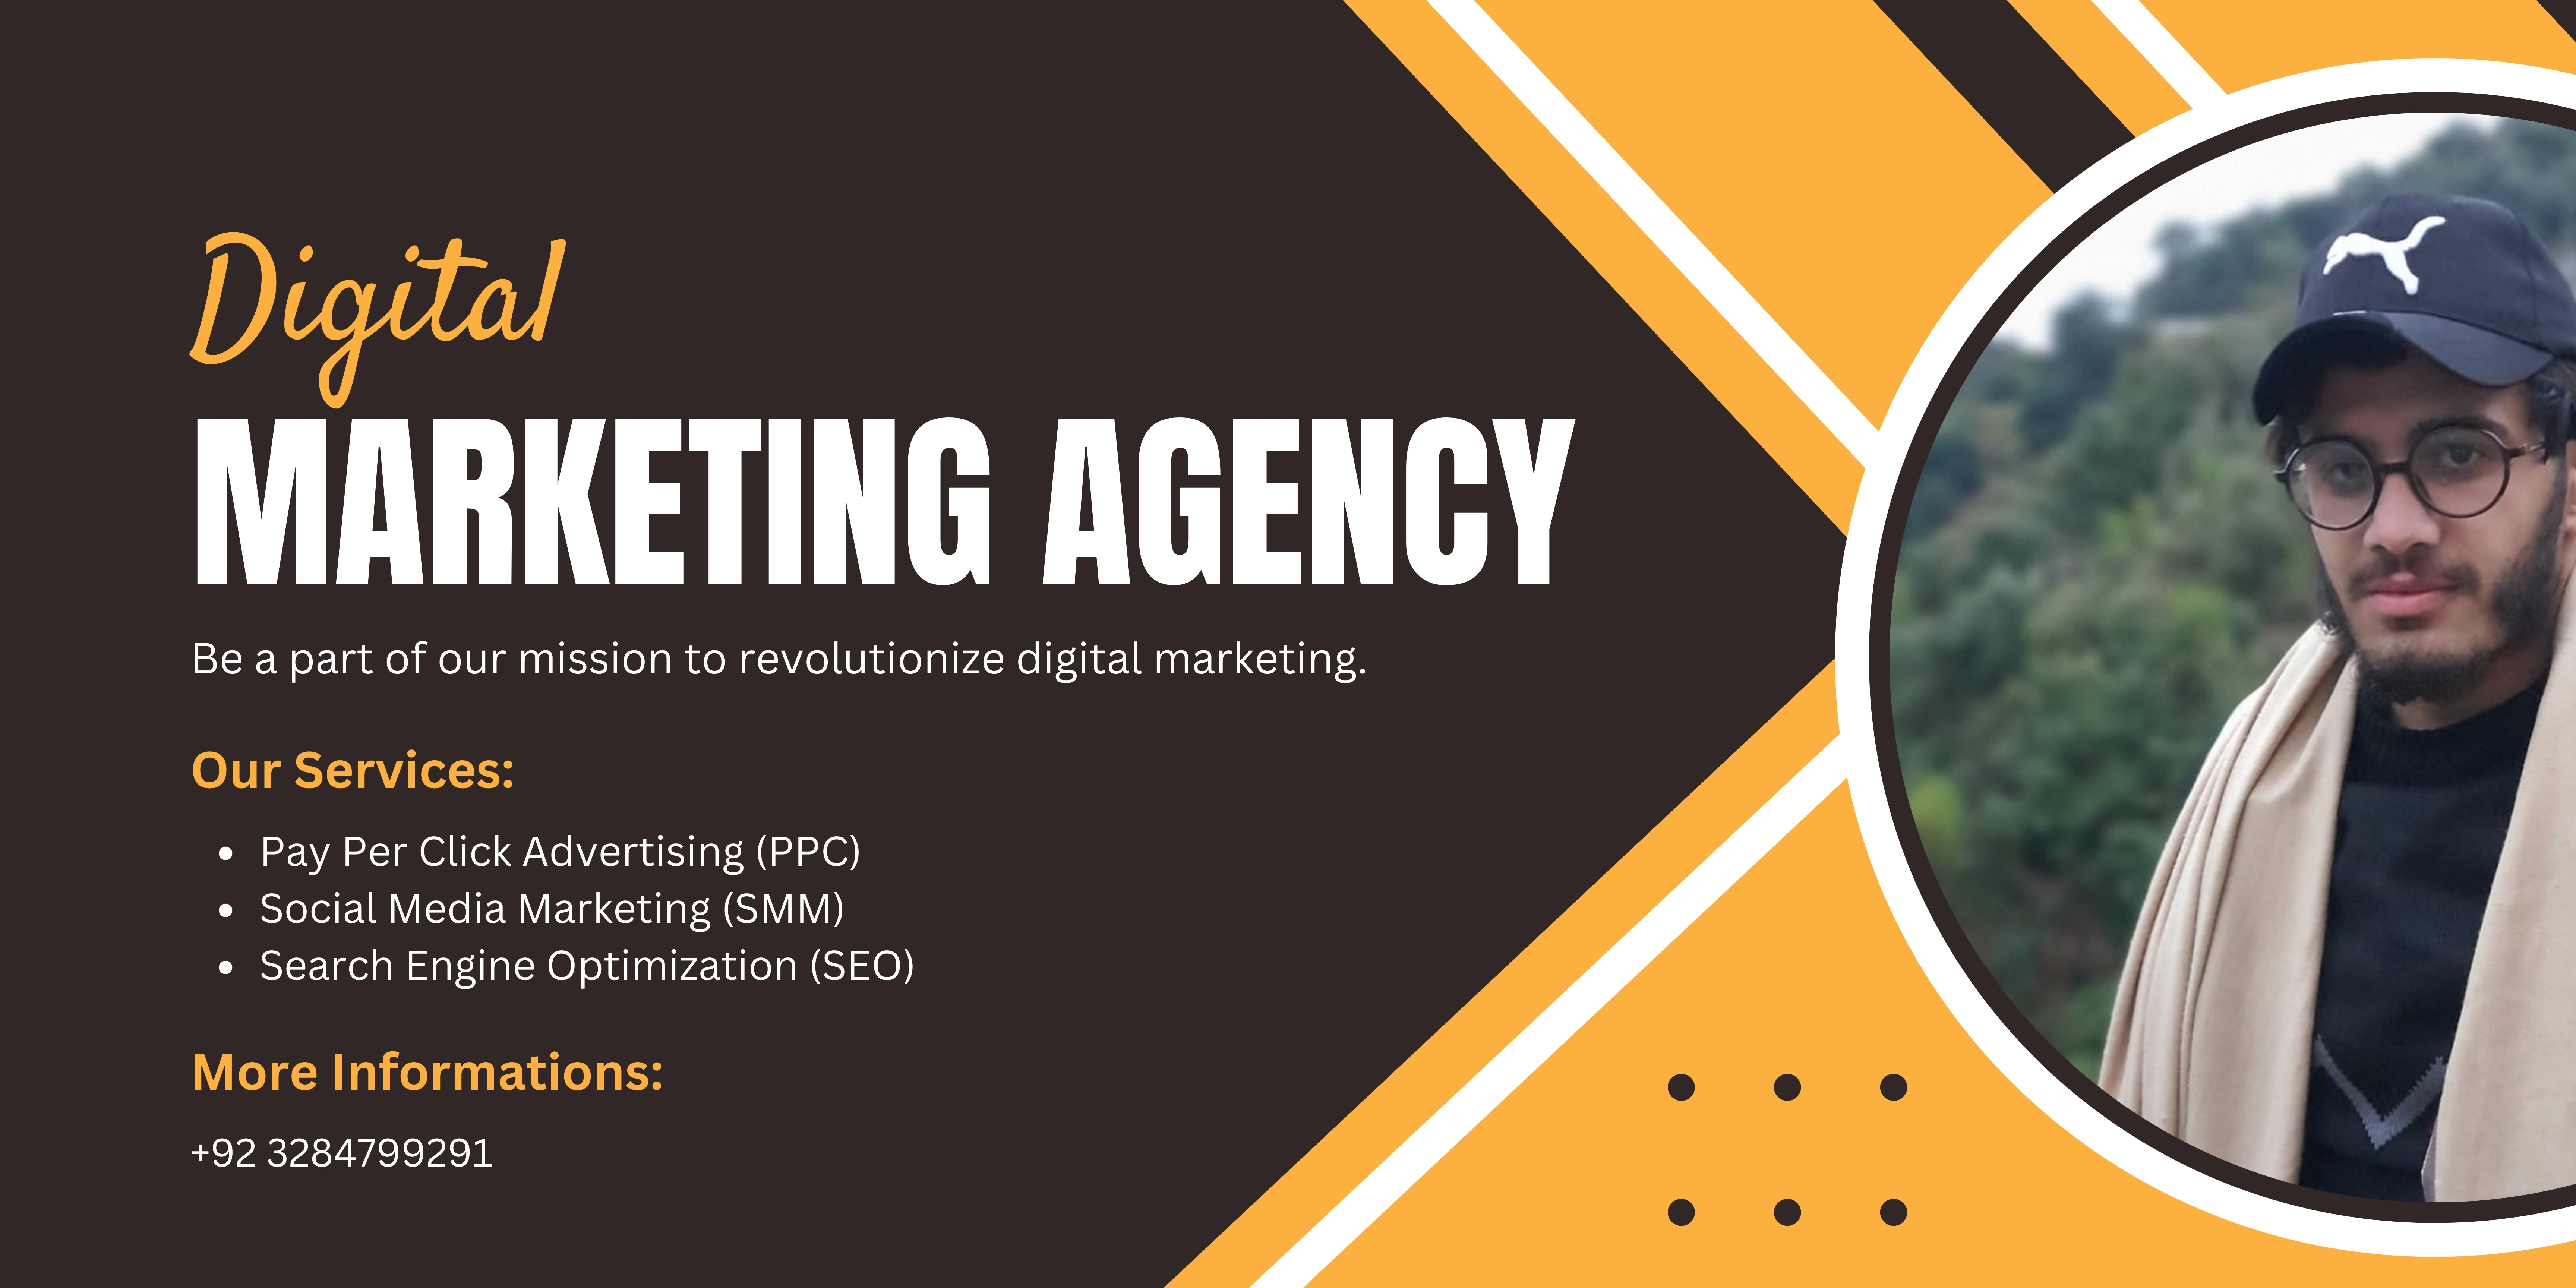 Digital
MARKETING AGENCY
Be a part of our mission to revolutionize digital marketing.
Our Services:
• Pay Per Click Advertising (PPC)
• Social Media Marketing (SMM)
• Search Engine Optimization (SEO)
More Informations:
+92 3284799291